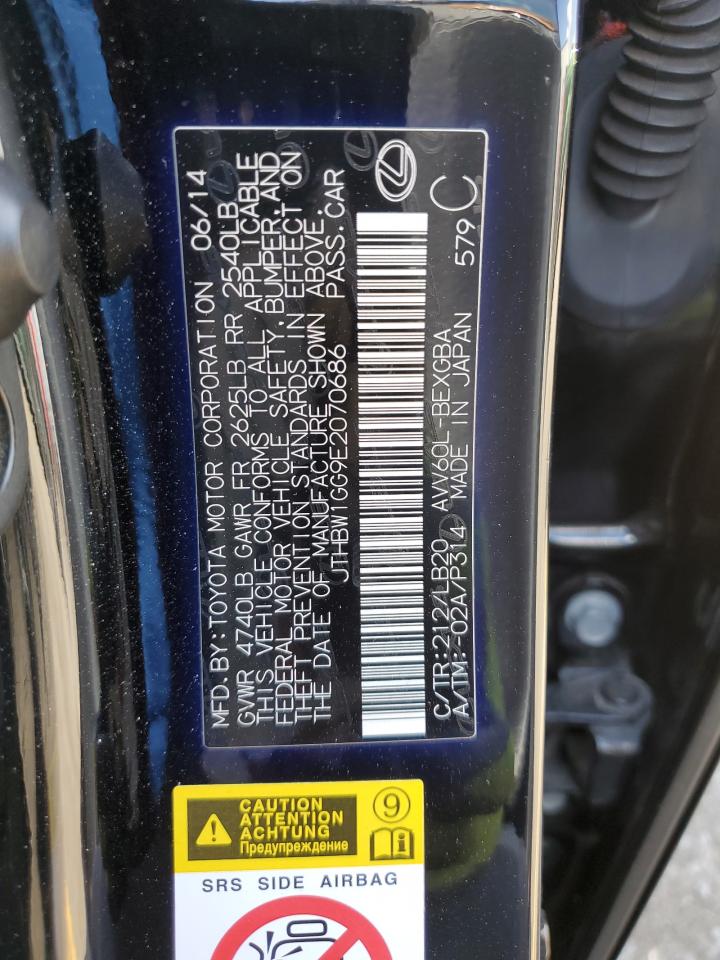 MFD.BY:TOYOTA MOTOR CORPORATION 06/14
GVWR 4740LB GAWR FR 2625LB RR 2540LB
THIS VEHICLE CONFORMS TO ALL APPLICABLE
FEDERAL MOTOR VEHICLE SAFETY,BUMPER,AND
THEFT PREVENTION STANDARDS IN EFFECT ON
THE DATE OF MANUFACTURE SHOWN ABOVE.
JTHBW1GG9E2070686 PASS.CAR
C/TR:212/LB20 AVV60L-BEXGBA 579
A/TM:-02A/P314 MADE IN JAPAN C
CAUTION
ATTENTION
ACHTUNG
Предупреждение
9
i
SRS SIDE AIRBAG